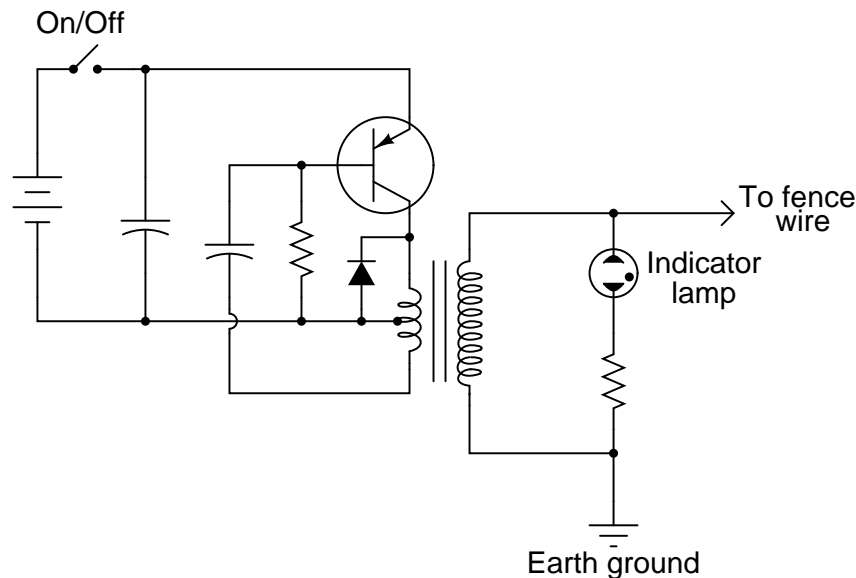 On/Off
To fence
wire
Indicator
lamp
Earth ground